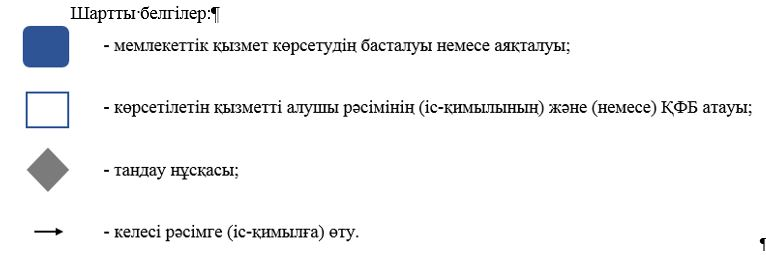 Шартты·белгілер:¶
- мемлекеттік қызмет көрсетудің басталуы немесе аяқталуы;
- көрсетілетін қызметті алушы рәсімінің (іс-қимылының) және (немесе) ҚФБ атауы;
- таңдау нұсқасы;
- келесі рәсімге (іс-қимылға) өту.
¶